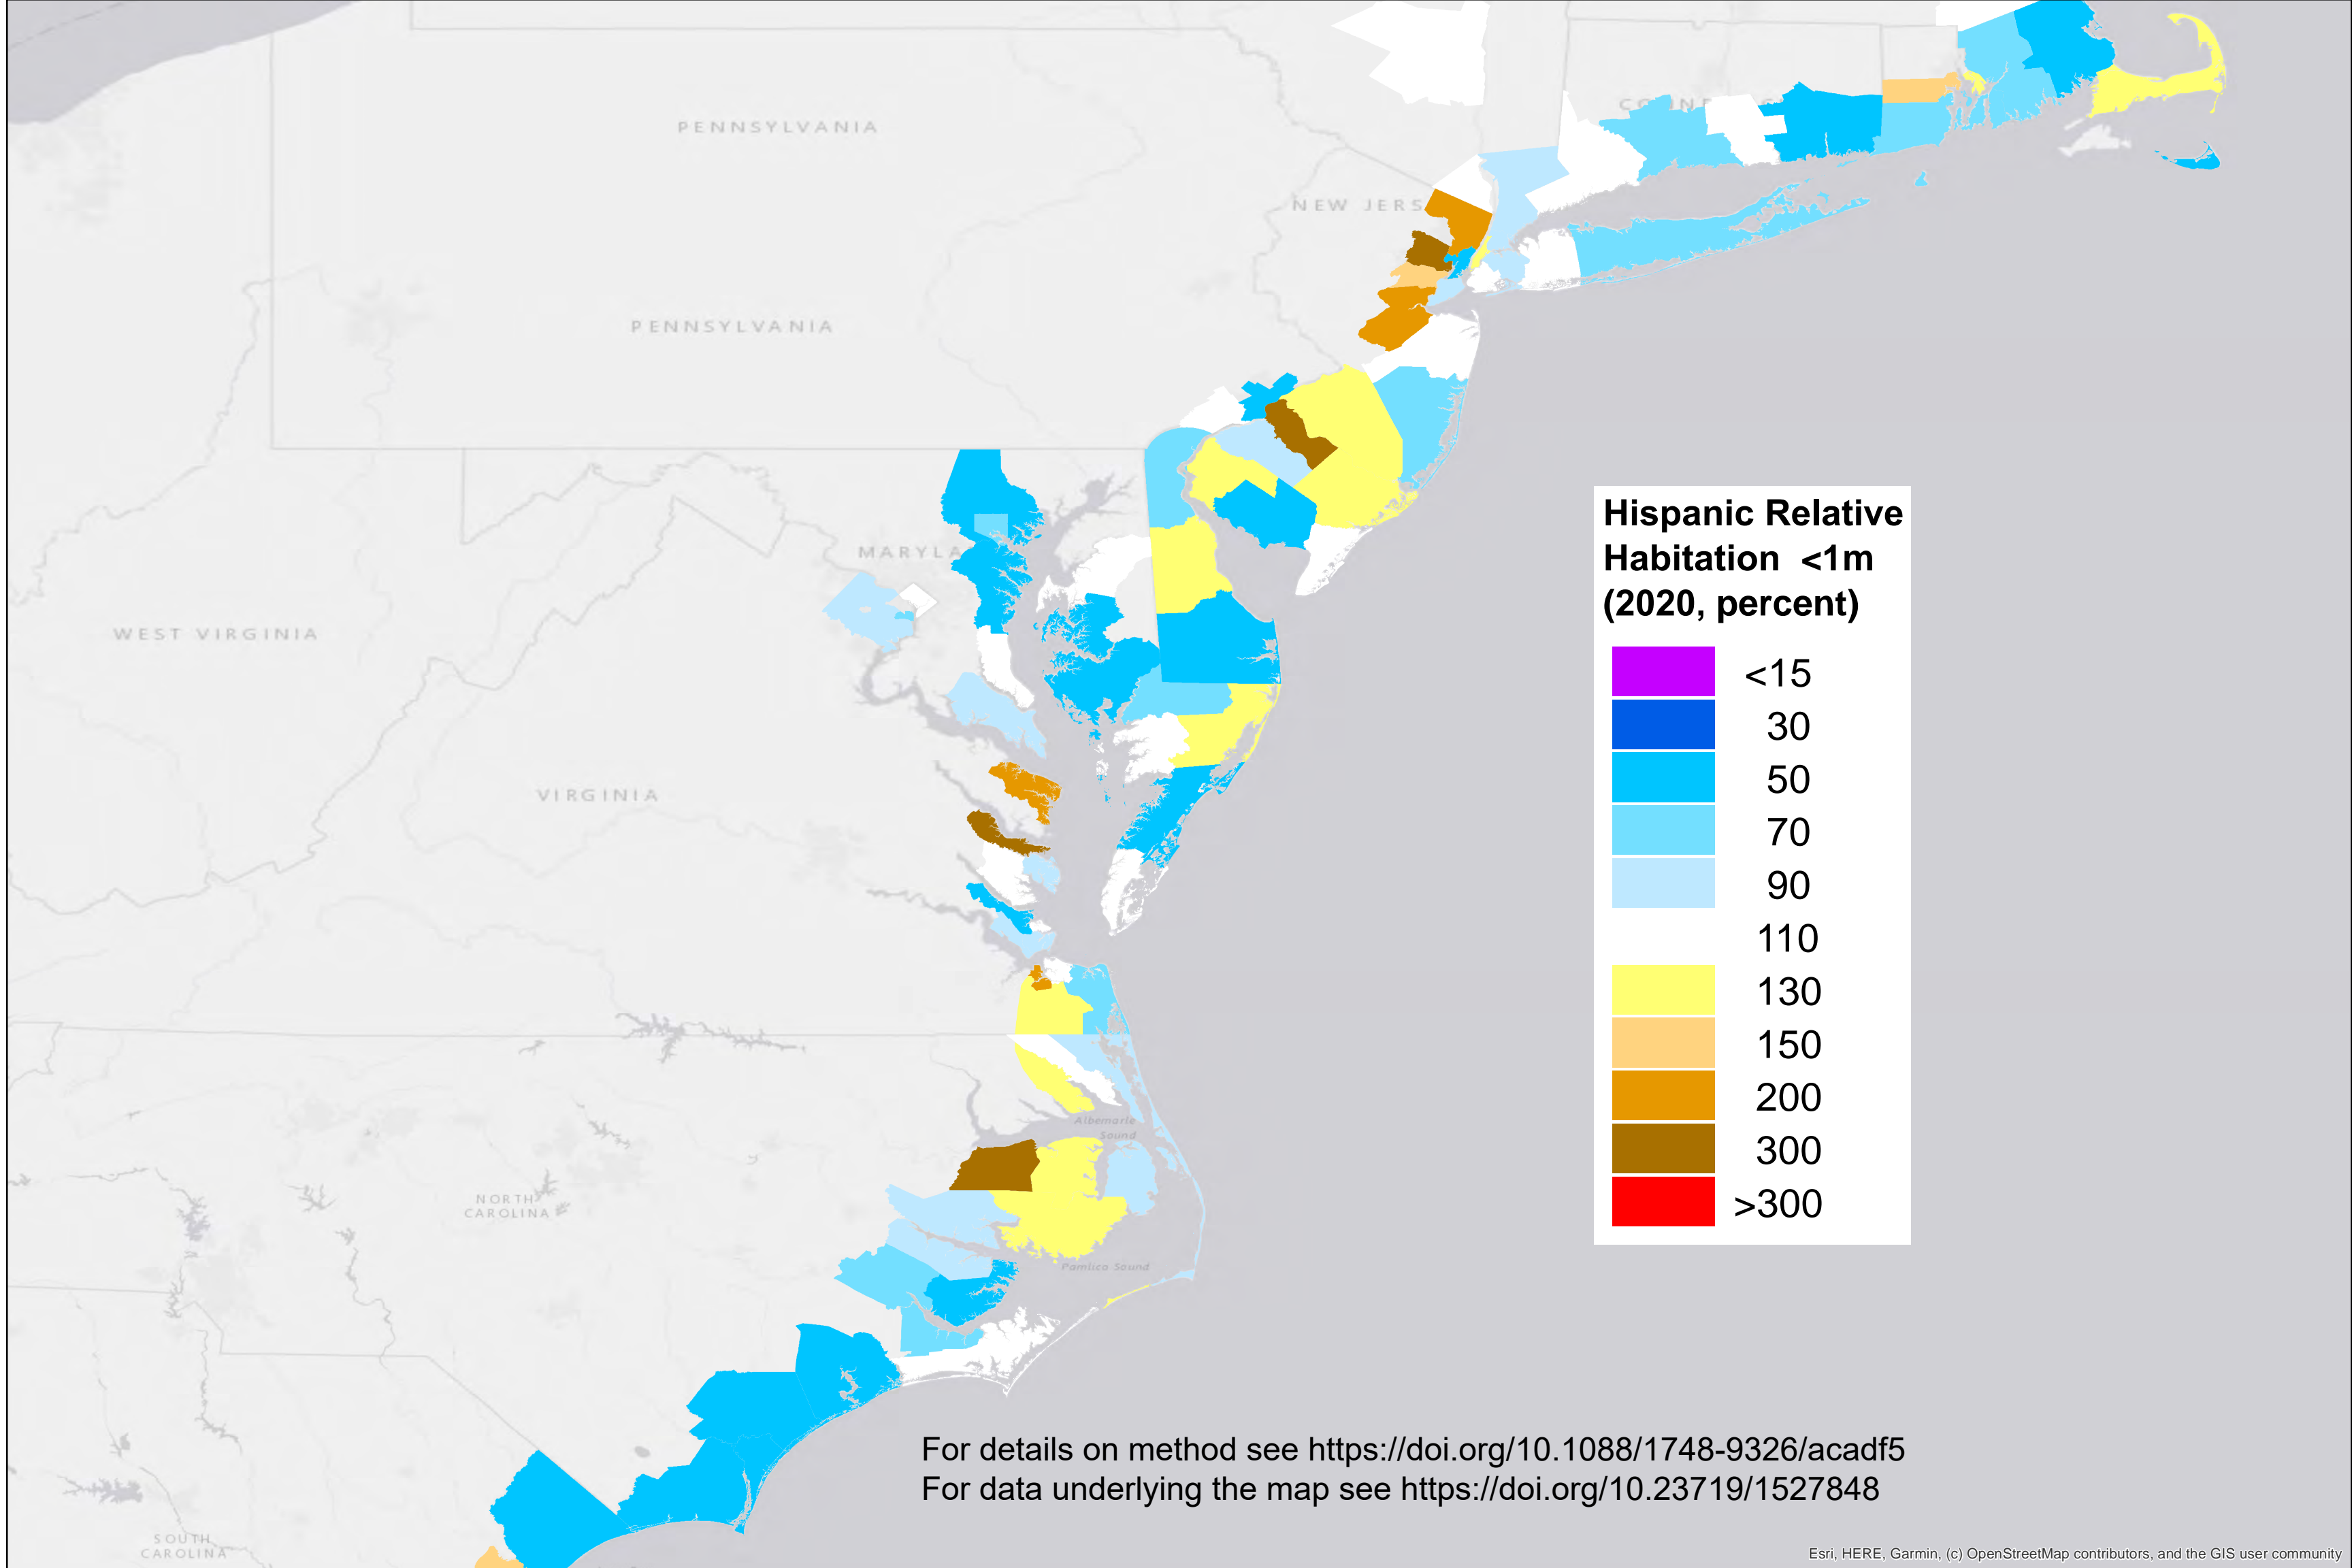 PENNSYLVANIA
CONNE
NEW JERS
PENNSYLVANIA
Hispanic Relative
Habitation <1m
(2020, percent)
MARYLA
WEST VIRGINIA
<15
30
50
70
VIRGINIA
90
110
130
150
200
300
>300
Albemarle
Sound
NORTH
CAROLINA
Pamlico Sound
For details on method see https://doi.org/10.1088/1748-9326/acadf5
For data underlying the map see https://doi.org/10.23719/1527848
SOUTH
CAROLINA
Esri, HERE, Garmin, (c) OpenStreetMap contributors, and the GIS user community